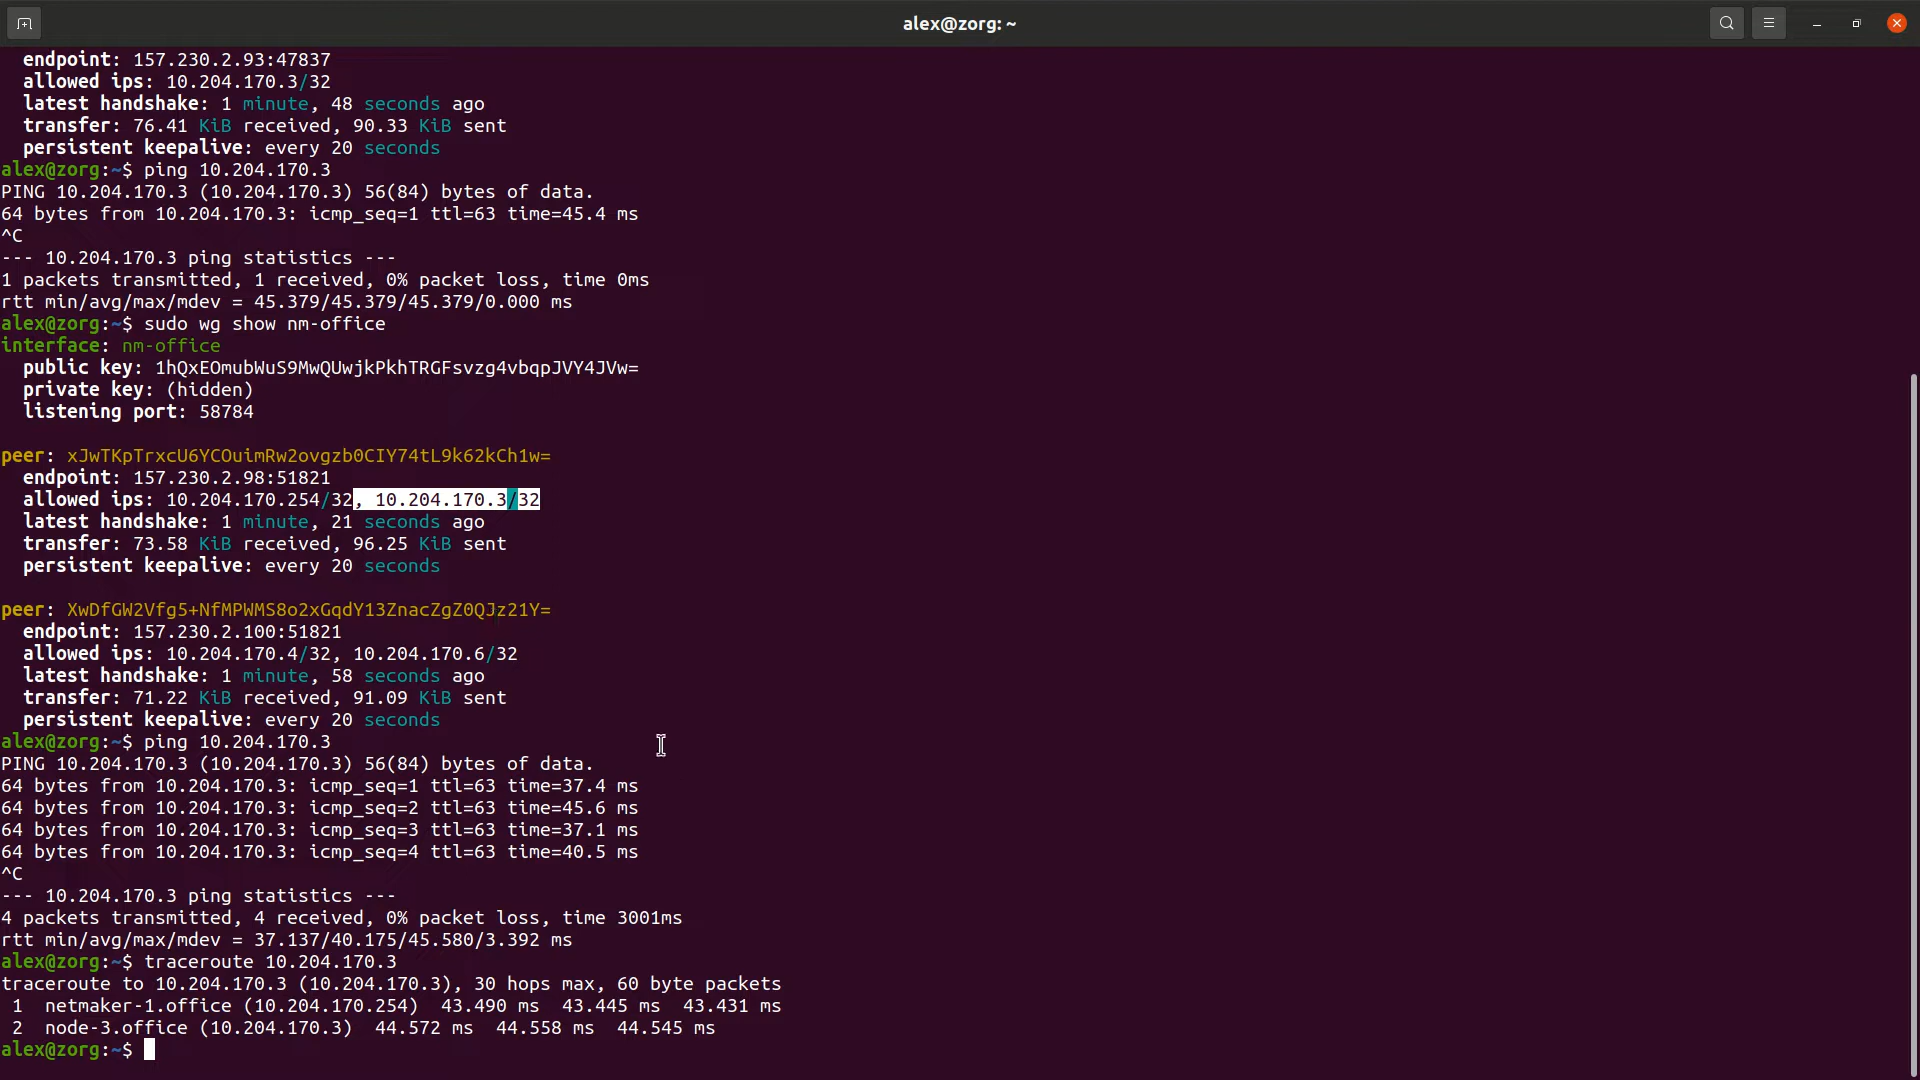 alex@zorg: ~
endpoint: 157.230.2.93:47837
allowed ips: 10.204.170.3/32
latest handshake: 1 minute, 48 seconds ago
transfer: 76.41 KiB received, 90.33 KiB sent
persistent keepalive: every 20 seconds
alex@zorg:~$ ping 10.204.170.3
PING 10.204.170.3 (10.204.170.3) 56(84) bytes of data.
64 bytes from 10.204.170.3: icmp_seq=1 ttl=63 time=45.4 ms
^C
--- 10.204.170.3 ping statistics ---
1 packets transmitted, 1 received, 0% packet loss, time 0ms
rtt min/avg/max/mdev = 45.379/45.379/45.379/0.000 ms
alex@zorg:~$ sudo wg show nm-office
interface: nm-office
public key: 1hQxEOmubWuS9MwQUwjkPkhTRGFsvzg4vbqpJVY4JVw=
private key: (hidden)
listening port: 58784
peer: xJwTKpTrxcU6YCOuimRw2ovgzb0CIY74tL9k62kCh1w=
endpoint: 157.230.2.98:51821
allowed ips: 10.204.170.254/32, 10.204.170.3/32
latest handshake: 1 minute, 21 seconds ago
transfer: 73.58 KiB received, 96.25 KiB sent
persistent keepalive: every 20 seconds
peer: XwDfGW2Vfg5+NfMPWMS8o2xGqdY13ZnacZgZ0QJz21Y=
endpoint: 157.230.2.100:51821
allowed ips: 10.204.170.4/32, 10.204.170.6/32
latest handshake: 1 minute, 58 seconds ago
transfer: 71.22 KiB received, 91.09 KiB sent
persistent keepalive: every 20 seconds
alex@zorg:~$ ping 10.204.170.3
PING 10.204.170.3 (10.204.170.3) 56(84) bytes of data.
64 bytes from 10.204.170.3: icmp_seq=1 ttl=63 time=37.4 ms
64 bytes from 10.204.170.3: icmp_seq=2 ttl=63 time=45.6 ms
64 bytes from 10.204.170.3: icmp_seq=3 ttl=63 time=37.1 ms
64 bytes from 10.204.170.3: icmp_seq=4 ttl=63 time=40.5 ms
^C
--- 10.204.170.3 ping statistics ---
4 packets transmitted, 4 received, 0% packet loss, time 3001ms
rtt min/avg/max/mdev = 37.137/40.175/45.580/3.392 ms
alex@zorg:~$ traceroute 10.204.170.3
traceroute to 10.204.170.3 (10.204.170.3), 30 hops max, 60 byte packets
1 netmaker-1.office (10.204.170.254) 43.490 ms 43.445 ms 43.431 ms
2 node-3.office (10.204.170.3) 44.572 ms 44.558 ms 44.545 ms
alex@zorg:~$